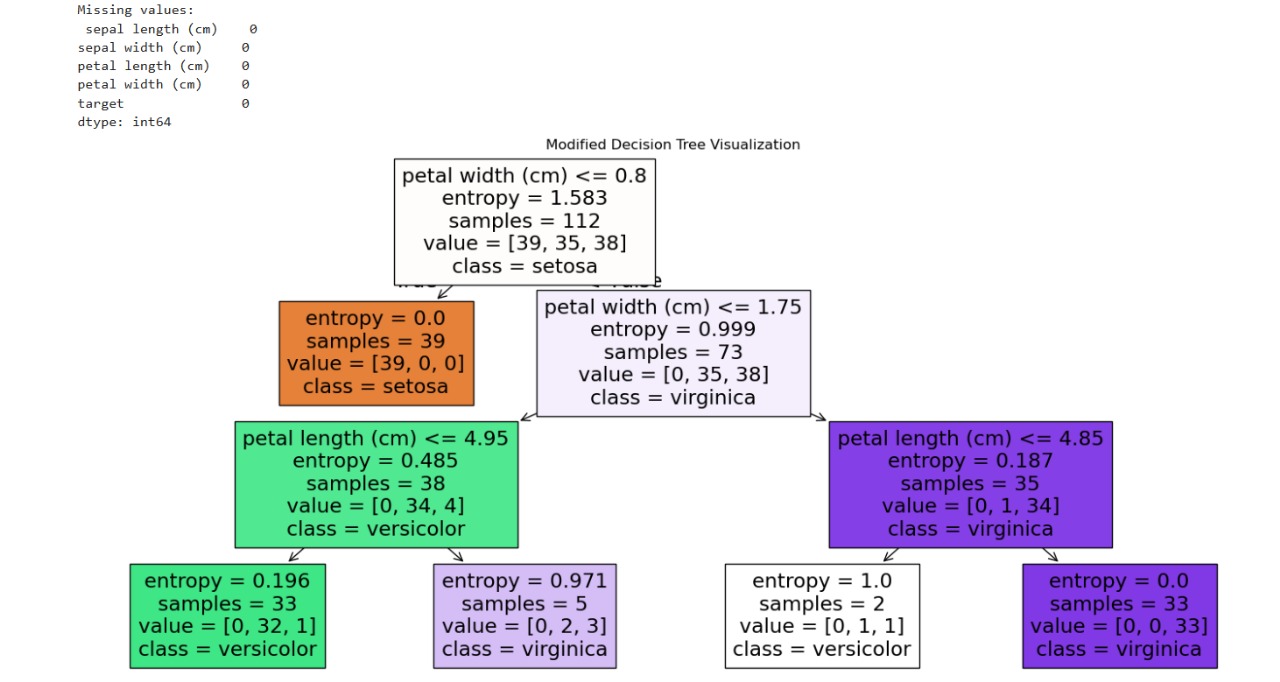 Missing values:
sepal length (cm)    0
sepal width (cm)     0
petal length (cm)    0
petal width (cm)     0
target               0
dtype: int64
Modified Decision Tree Visualization
petal width (cm) <= 0.8
entropy = 1.583
samples = 112
value = [39, 35, 38]
class = setosa
entropy = 0.0
samples = 39
value = [39, 0, 0]
class = setosa
petal width (cm) <= 1.75
entropy = 0.999
samples = 73
value = [0, 35, 38]
class = virginica
petal length (cm) <= 4.95
entropy = 0.485
samples = 38
value = [0, 34, 4]
class = versicolor
petal length (cm) <= 4.85
entropy = 0.187
samples = 35
value = [0, 1, 34]
class = virginica
entropy = 0.196
samples = 33
value = [0, 32, 1]
class = versicolor
entropy = 0.971
samples = 5
value = [0, 2, 3]
class = virginica
entropy = 1.0
samples = 2
value = [0, 1, 1]
class = versicolor
entropy = 0.0
samples = 33
value = [0, 0, 33]
class = virginica